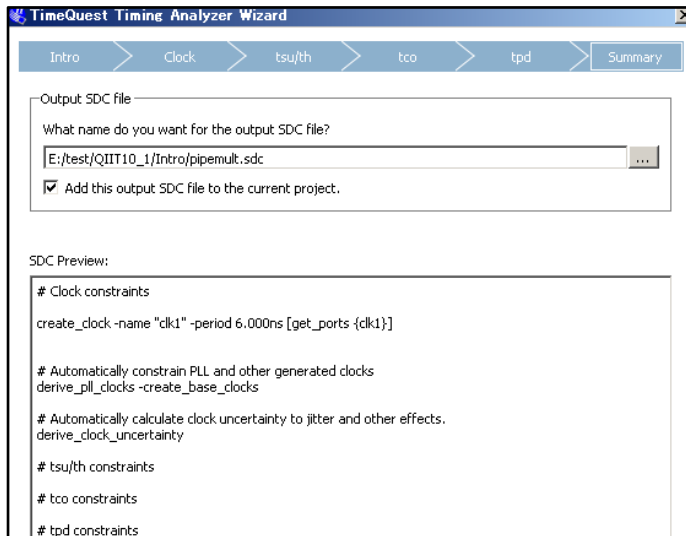 TimeQuest Timing Analyzer Wizard
Intro Clock tsu/th tco tpd Summary
Output SDC file
What name do you want for the output SDC file?
E:/test/QIIT10_1/Intro/pipemult.sdc
...
Add this output SDC file to the current project.
SDC Preview:
# Clock constraints
create_clock -name "clk1" -period 6.000ns [get_ports {clk1}]
# Automatically constrain PLL and other generated clocks
derive_pll_clocks -create_base_clocks
# Automatically calculate clock uncertainty to jitter and other effects.
derive_clock_uncertainty
# tsu/th constraints
# tco constraints
# tpd constraints